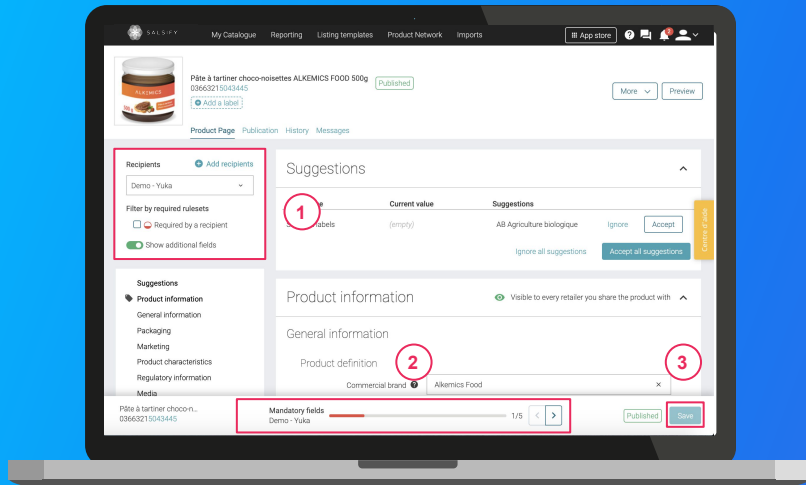 SALSIFY My Catalogue Reporting Listing templates Product Network Imports App store
ALKEMICS
500 g
Pâte à tartiner choco-noisettes ALKEMICS FOOD 500g Published
03663215043445
Add a label
More Preview
Product Page Publication History Messages
Recipients Add recipients
Demo - Yuka
Filter by required rulesets
Required by a recipient
Show additional fields
Suggestions
Current value Suggestions
1
labels (empty) AB Agriculture biologique Ignore Accept
Ignore all suggestions Accept all suggestions
Centre d'aide
Suggestions
Product information
General information
Packaging
Marketing
Product characteristics
Regulatory information
Media
Product information Visible to every retailer you share the product with
General information
Product definition
2
3
Commercial brand ? Alkemics Food ×
Pâte à tartiner choco-n...
03663215043445
Mandatory fields
Demo - Yuka
1/5
Published Save